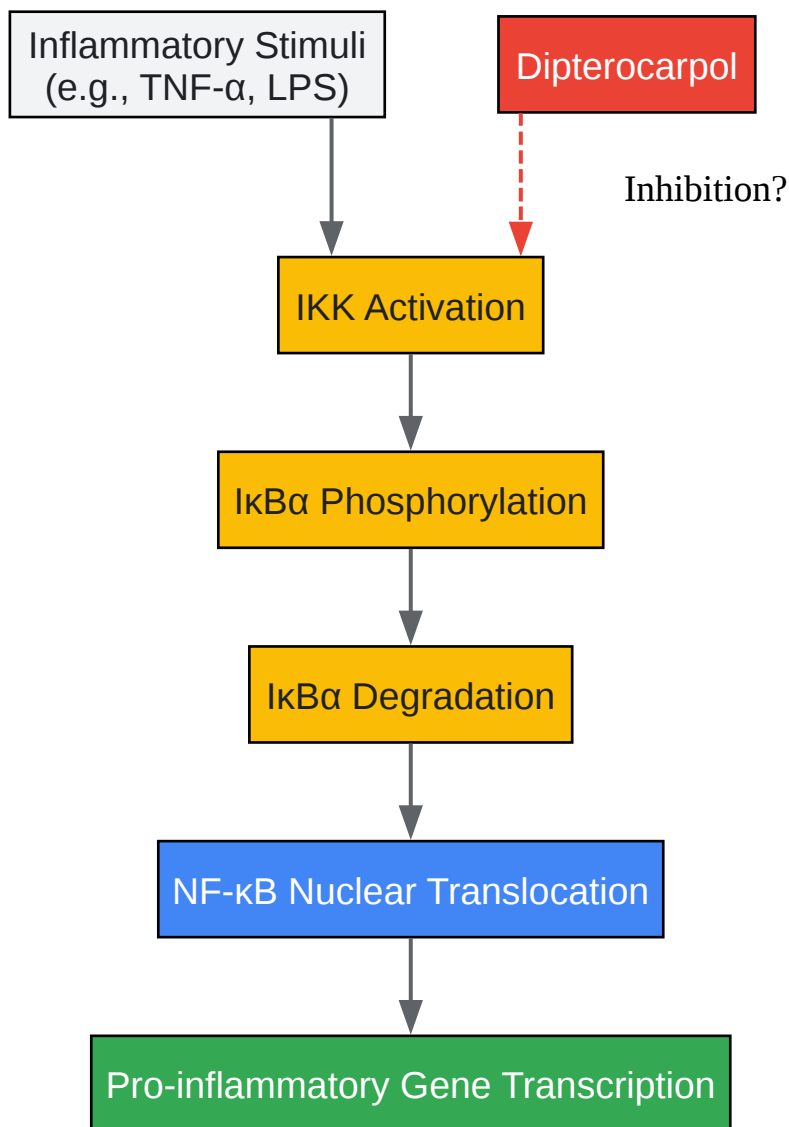 Inflammatory Stimuli
(e.g., TNF-α, LPS)
Dipterocarpol
Inhibition?
IKK Activation
IκBα Phosphorylation
IκBα Degradation
NF-κB Nuclear Translocation
Pro-inflammatory Gene Transcription